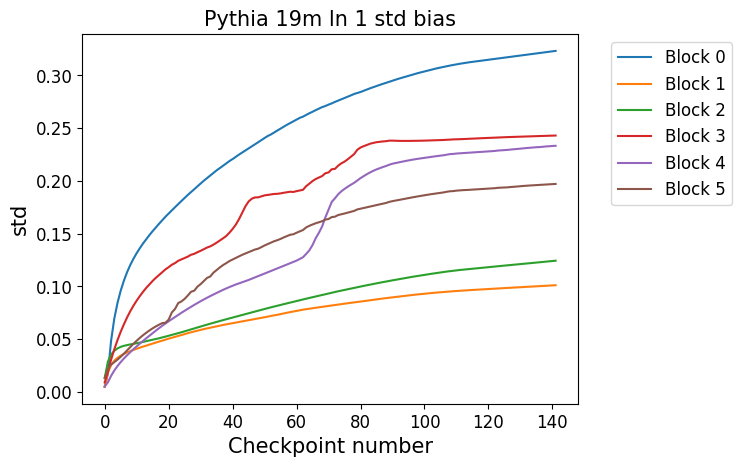 Pythia 19m ln 1 std bias
std
0.30
0.25
0.20
0.15
0.10
0.05
0.00
0 20 40 60 80 100 120 140
Checkpoint number
Block 0
Block 1
Block 2
Block 3
Block 4
Block 5